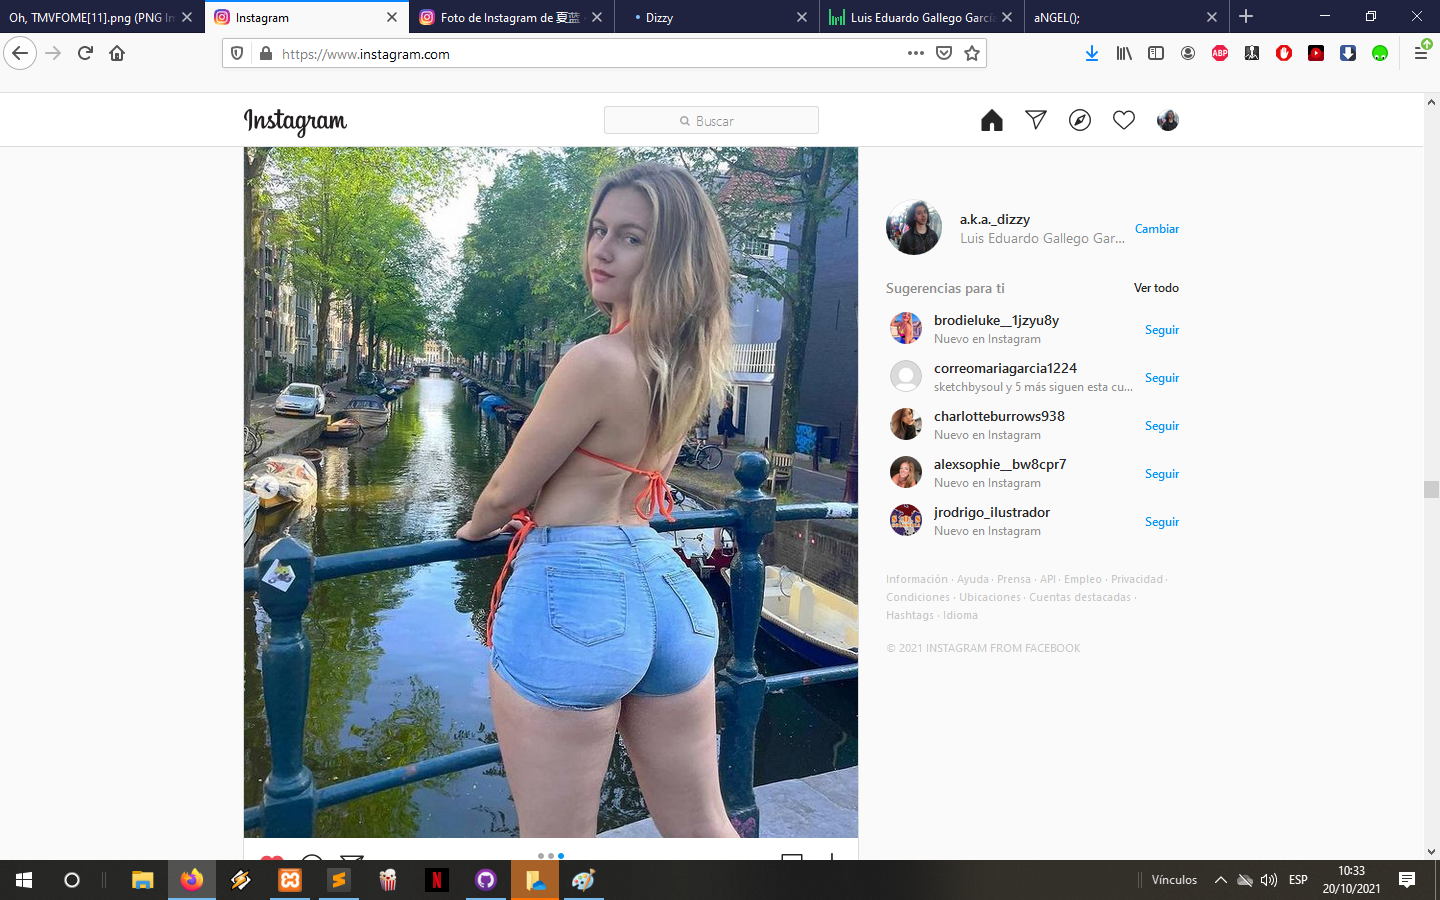 Oh, TMVFOME[11].png (PNG Im
Instagram
Foto de Instagram de 夏蓝
Dizzy
Luis Eduardo Gallego García
aNGEL();
https://www.instagram.com
ABP
Instagram
Buscar
a.k.a._dizzy
Luis Eduardo Gallego Gar...
Cambiar
Sugerencias para ti
Ver todo
brodieluke__1jzyu8y
Nuevo en Instagram
Seguir
correomariagarcia1224
sketchbysoul y 5 más siguen esta cu...
Seguir
charlotteburrows938
Nuevo en Instagram
Seguir
alexsophie__bw8cpr7
Nuevo en Instagram
Seguir
jrodrigo_ilustrador
Nuevo en Instagram
Seguir
Información · Ayuda · Prensa · API · Empleo · Privacidad ·
Condiciones · Ubicaciones · Cuentas destacadas ·
Hashtags · Idioma
© 2021 INSTAGRAM FROM FACEBOOK
Vínculos
ESP
10:33
20/10/2021